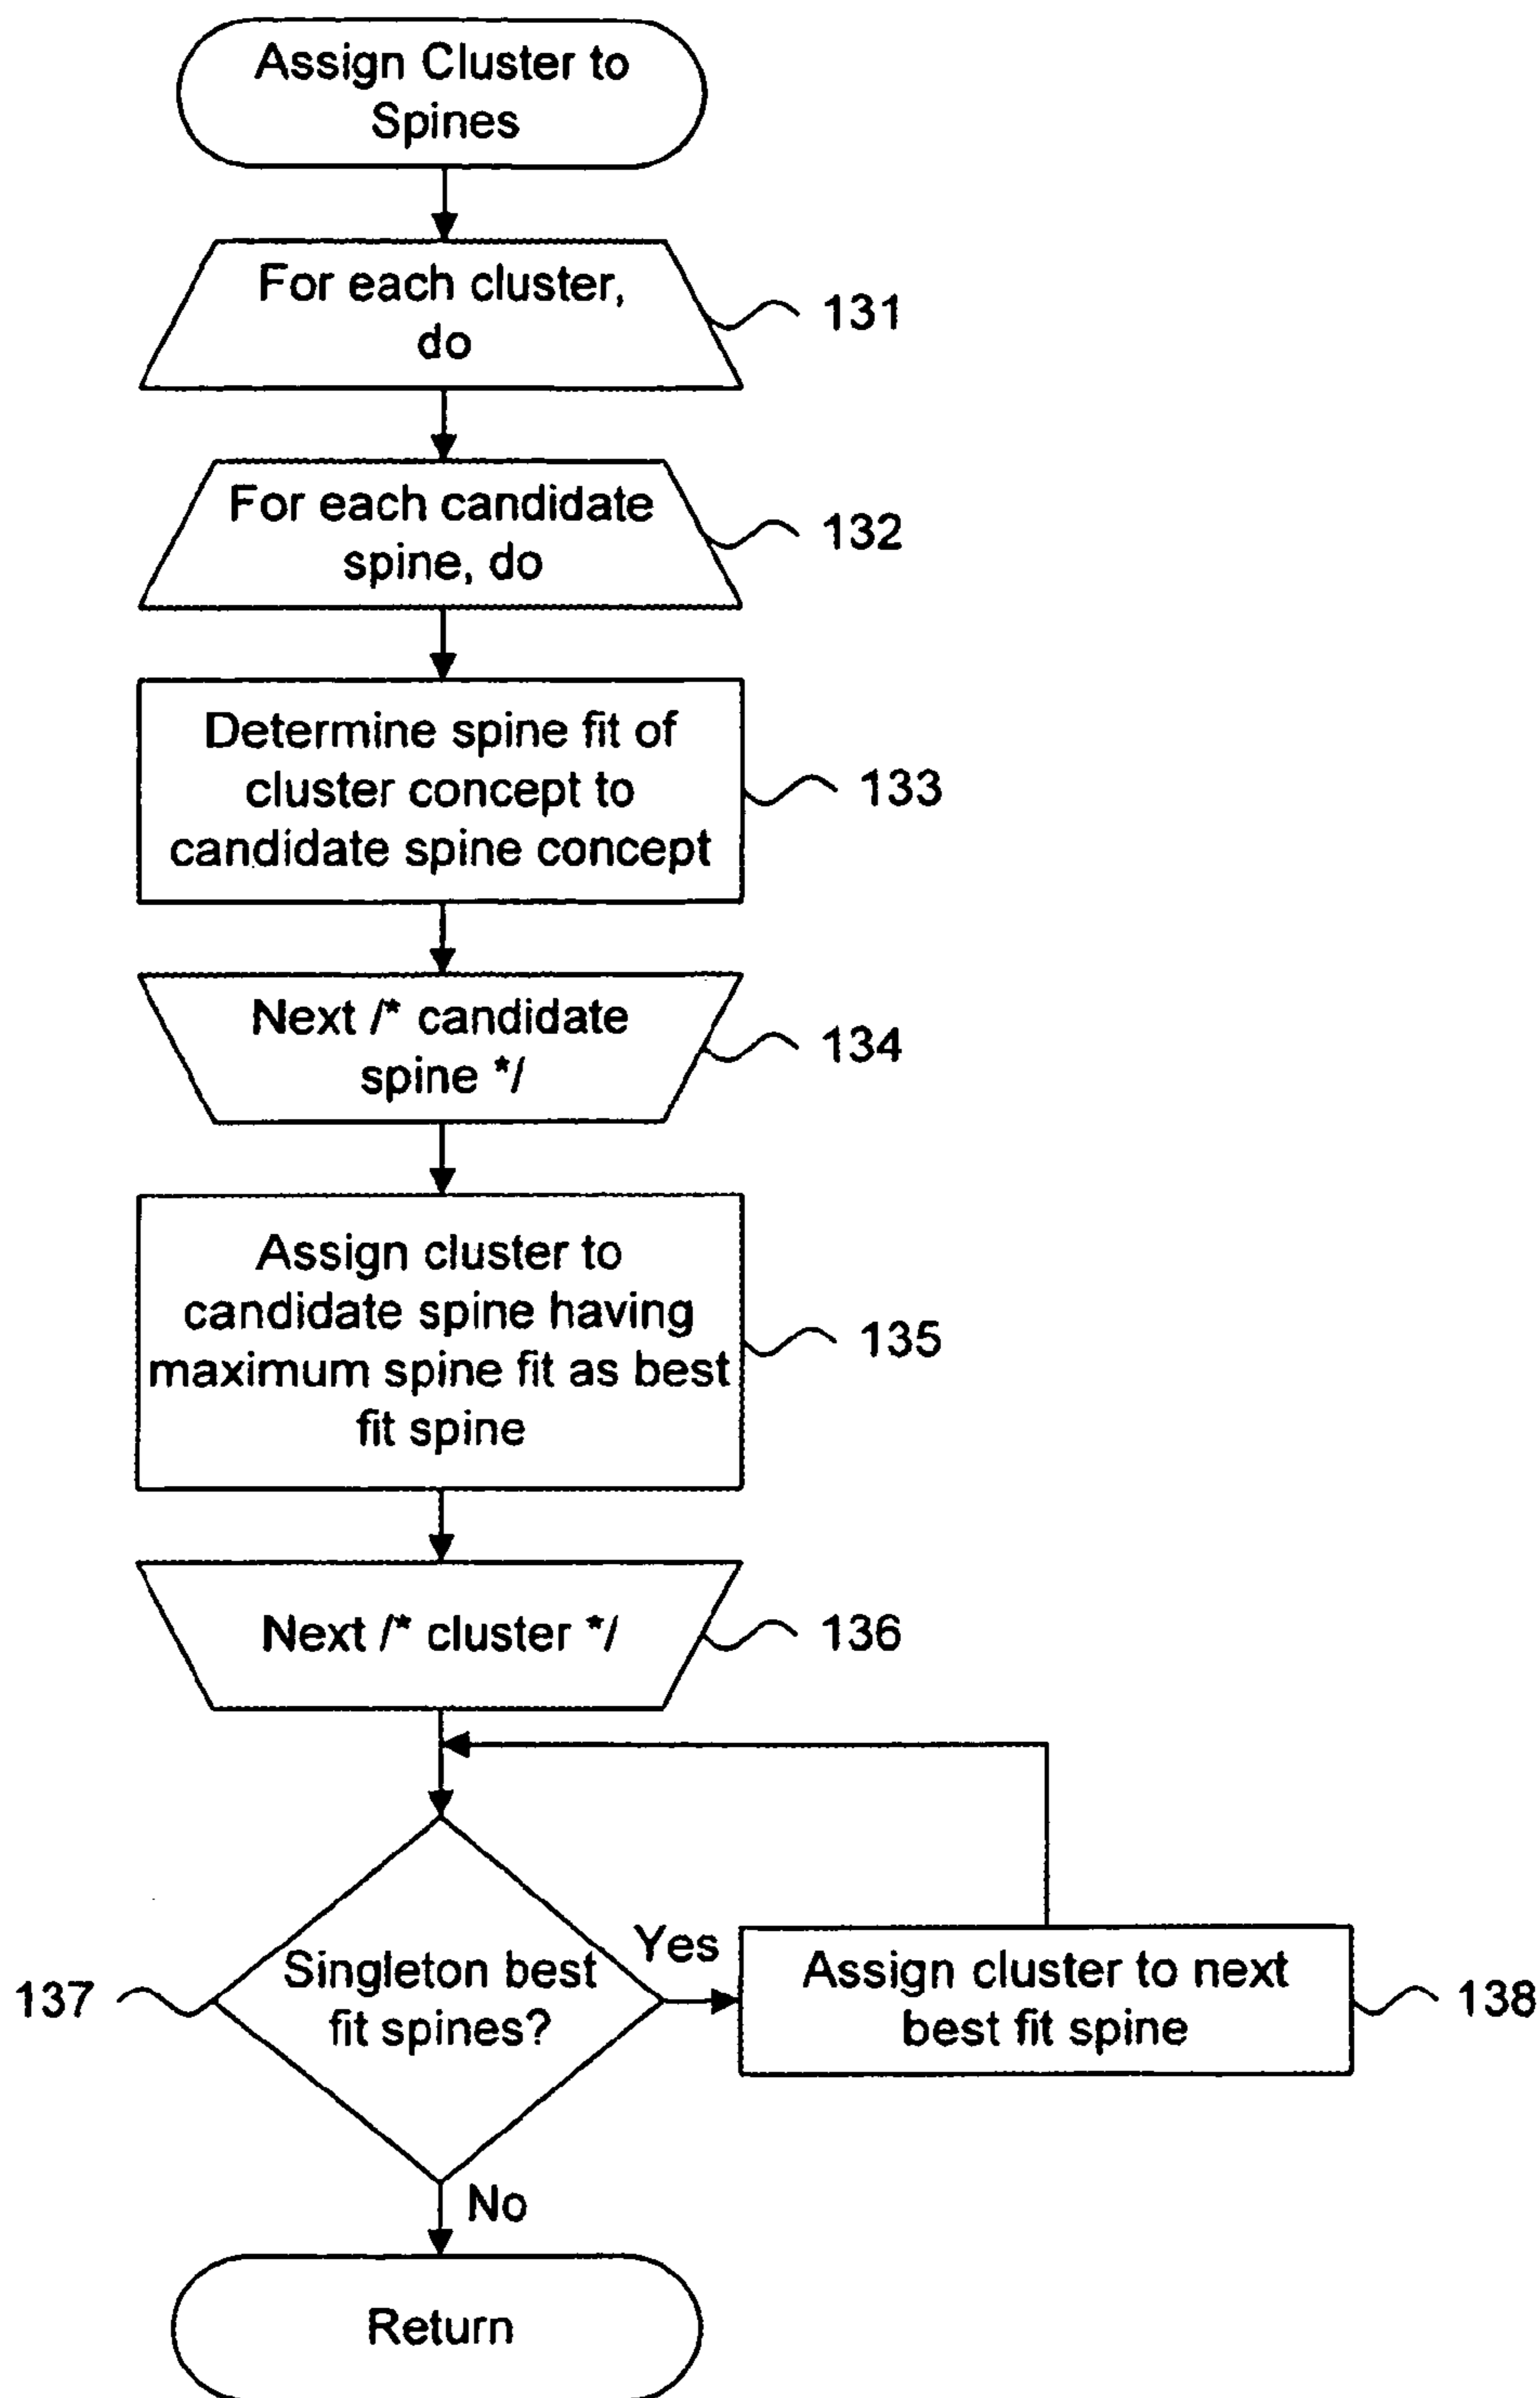 Assign Cluster to
Spines
For each cluster,
do
131
For each candidate
spine, do
132
Determine spine fit of
cluster concept to
candidate spine concept
133
Next /* candidate
spine */
134
Assign cluster to
candidate spine having
maximum spine fit as best
fit spine
135
Next /* cluster */
136
137
Singleton best
fit spines?
Yes
Assign cluster to next
best fit spine
138
No
Return